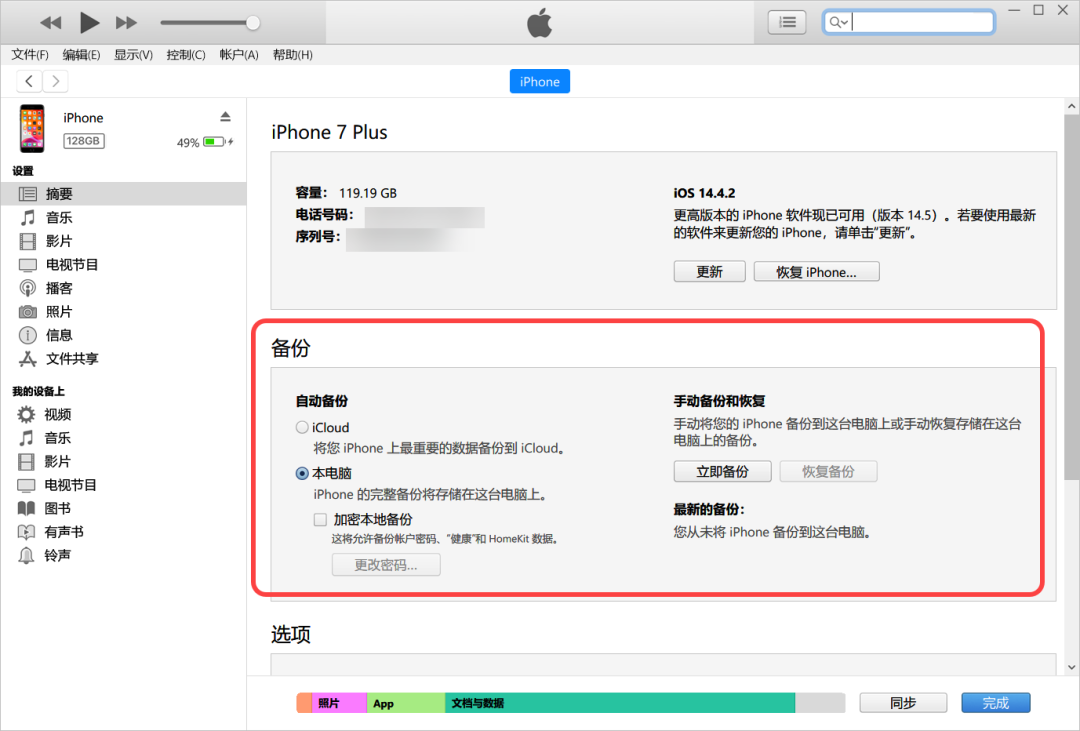 文件(F) 编辑(E) 显示(V) 控制(C) 帐户(A) 帮助(H)
iPhone
iPhone
128GB
49%
设置
摘要
音乐
影片
电视节目
播客
照片
信息
文件共享
我的设备上
视频
音乐
影片
电视节目
图书
有声书
铃声
iPhone 7 Plus
容量： 119.19 GB
电话号码：
序列号：
iOS 14.4.2
更高版本的 iPhone 软件现已可用（版本 14.5）。若要使用最新
的软件来更新您的 iPhone，请单击“更新”。
更新 恢复 iPhone...
备份
自动备份
iCloud
将您 iPhone 上最重要的数据备份到 iCloud。
本电脑
iPhone 的完整备份将存储在这台电脑上。
加密本地备份
这将允许备份帐户密码、“健康”和 HomeKit 数据。
更改密码...
手动备份和恢复
手动将您的 iPhone 备份到这台电脑上或手动恢复存储在这台
电脑上的备份。
立即备份 恢复备份
最新的备份：
您从未将 iPhone 备份到这台电脑。
选项
照片 App 文档与数据 同步 完成